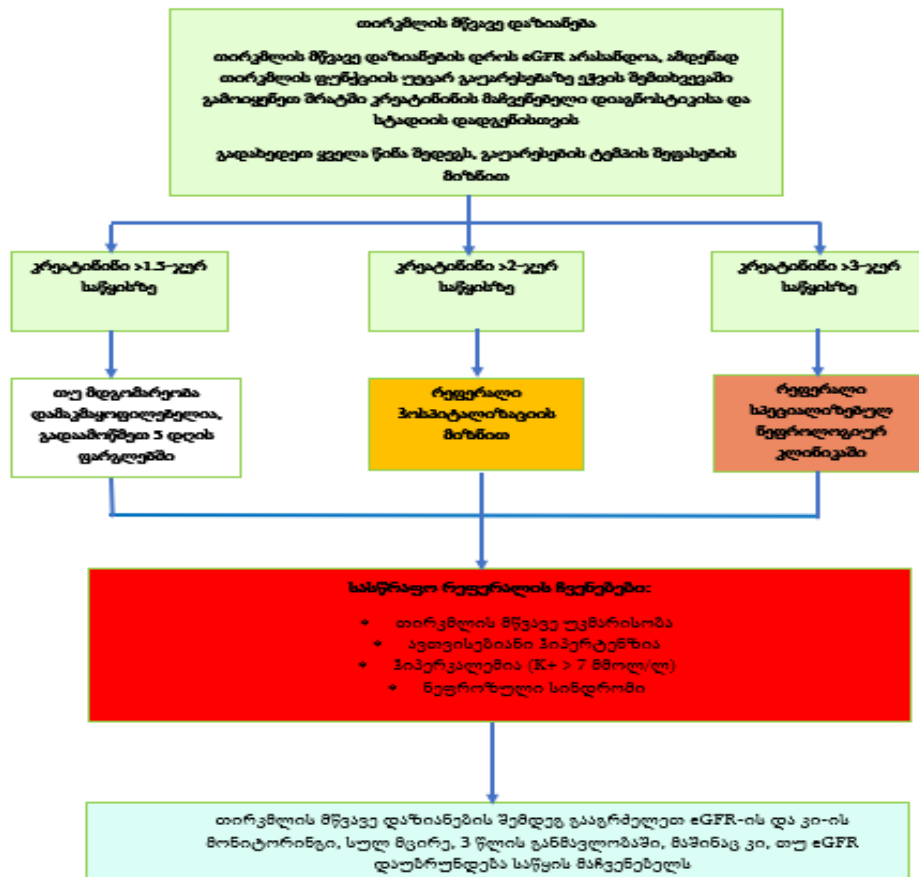 თირკმლის მწვავე დაზიანება
თირკმლის მწვავე დაზიანების დროს eGFR არასანდოა, ამდენად
თირკმლის ფუნქციის უეცარ გაუარესებაზე ეჭვის შემთხვევაში
გამოიყენეთ შრატში კრეატინინის მაჩვენებელი დიაგნოსტიკისა და
სტადიის დადგენისთვის
გადახედეთ ყველა წინა შედეგს, გაუარესების ტემპის შეფასების
მიზნით
კრეატინინი >1.5-ჯერ
საწყისზე
კრეატინინი >2-ჯერ
საწყისზე
კრეატინინი >3-ჯერ
საწყისზე
თუ მდგომარეობა
დამაკმაყოფილებელია,
გადაამოწმეთ 5 დღის
ფარგლებში
რეფერალი
ჰოსპიტალიზაციის
მიზნით
რეფერალი
სპეციალიზებულ
ნეფროლოგიურ
კლინიკაში
სასწრაფო რეფერალის ჩვენებები:
თირკმლის მწვავე უკმარისობა
ავთვისებიანი ჰიპერტენზია
ჰიპერკალემია (K+ > 7 მმოლ/ლ)
ნეფროზული სინდრომი
თირკმლის მწვავე დაზიანების შემდეგ გააგრძელეთ eGFR-ის და კი-ის
მონიტორინგი, სულ მცირე, 3 წლის განმავლობაში, მაშინაც კი, თუ eGFR
დაუბრუნდება საწყის მაჩვენებელს